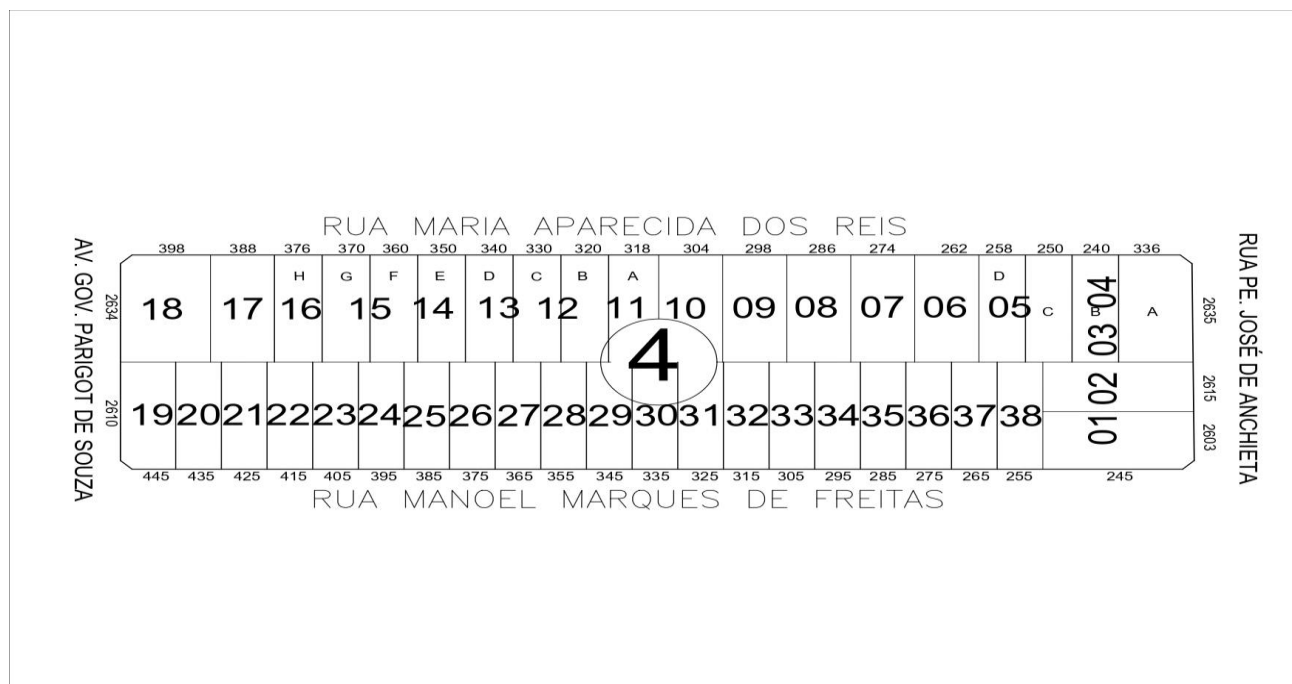 RUA MARIA APARECIDA DOS REIS
398 388 376 370 360 350 340 330 320 318 304 298 286 274 262 258 250 240 336
H G F E D C B A D C B A
18 17 16 15 14 13 12 11 10 09 08 07 06 05 04 03
4
19 20 21 22 23 24 25 26 27 28 29 30 31 32 33 34 35 36 37 38 02 01
445 435 425 415 405 395 385 375 365 355 345 335 325 315 305 295 285 275 265 255 245
RUA MANOEL MARQUES DE FREITAS
AV. GOV. PARIGOT DE SOUZA
2634
2610
2635
2615
2603
RUA PE. JOSÉ DE ANCHIETA